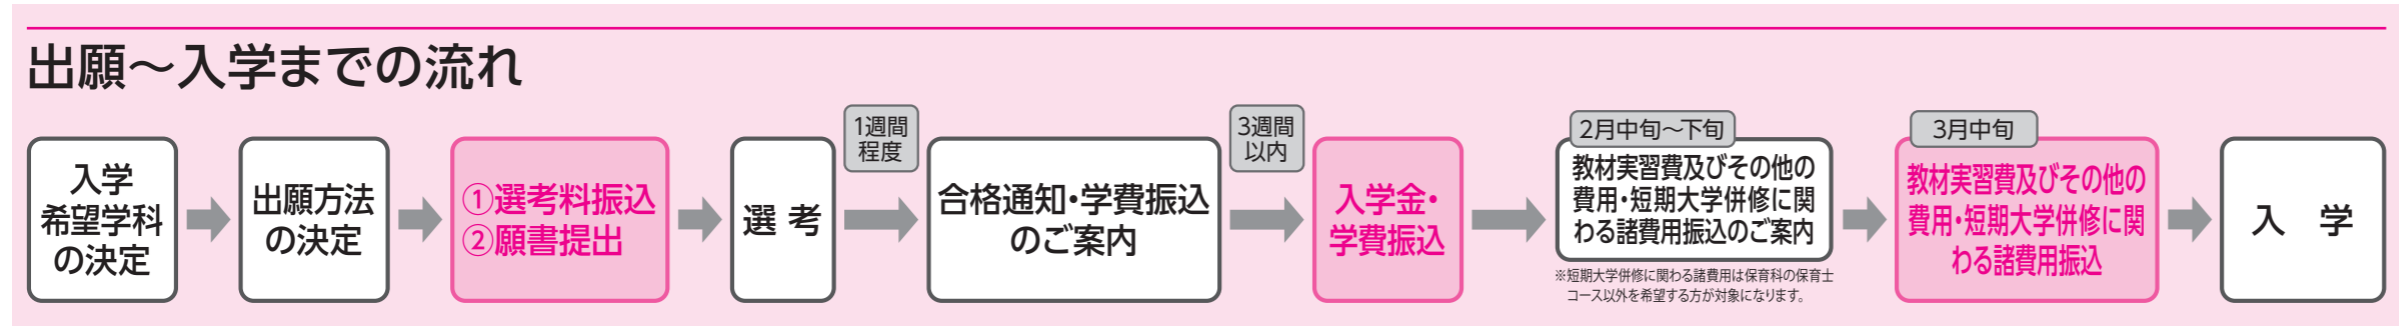 出願～入学までの流れ
入学
希望学科
の決定
出願方法
の決定
①選考料振込
②願書提出
選 考
1週間
程度
合格通知・学費振込
のご案内
3週間
以内
入学金・
学費振込
2月中旬～下旬
教材実習費及びその他の
費用・短期大学併修に関
わる諸費用振込のご案内
※短期大学併修に関わる諸費用は保育科の保育士
コース以外を希望する方が対象になります。
3月中旬
教材実習費及びその他の
費用・短期大学併修に関
わる諸費用振込
入　学